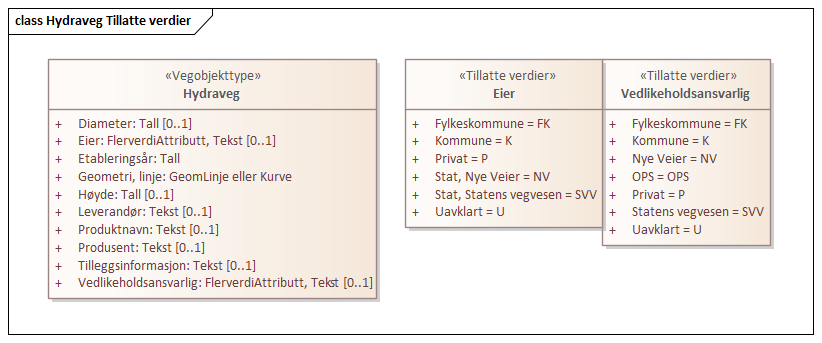 class Hydraveg Tillatte verdier
«Vegobjekttype»
Hydraveg
+ Diameter: Tall [0..1]
+ Eier: FlerverdiAttributt, Tekst [0..1]
+ Etableringsår: Tall
+ Geometri, linje: GeomLinje eller Kurve
+ Høyde: Tall [0..1]
+ Leverandør: Tekst [0..1]
+ Produktnavn: Tekst [0..1]
+ Produsent: Tekst [0..1]
+ Tilleggsinformasjon: Tekst [0..1]
+ Vedlikeholdsansvarlig: FlerverdiAttributt, Tekst [0..1]
«Tillatte verdier»
Eier
+ Fylkeskommune = FK
+ Kommune = K
+ Privat = P
+ Stat, Nye Veier = NV
+ Stat, Statens vegvesen = SVV
+ Uavklart = U
«Tillatte verdier»
Vedlikeholdsansvarlig
+ Fylkeskommune = FK
+ Kommune = K
+ Nye Veier = NV
+ OPS = OPS
+ Privat = P
+ Statens vegvesen = SVV
+ Uavklart = U